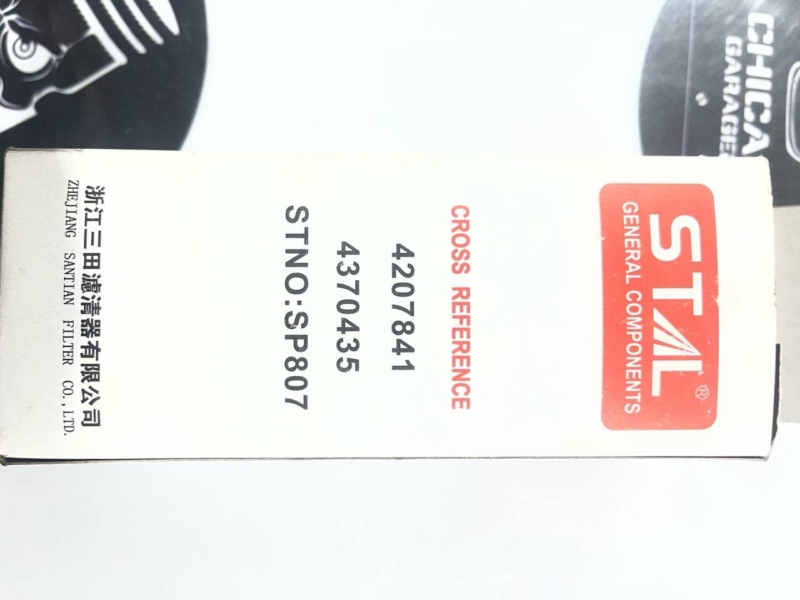 STAL®
GENERAL COMPONENTS
CROSS REFERENCE
4207841
4370435
STNO:SP807
浙江三田滤清器有限公司
ZHEJIANG SANTIAN FILTER CO.,LTD.
CHICA
GARAGE